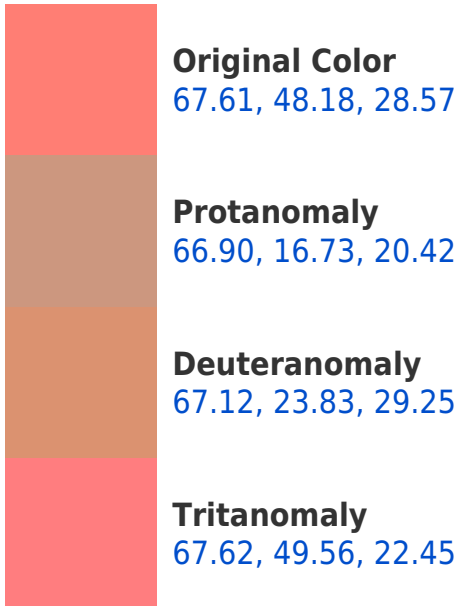 Original Color
67.61, 48.18, 28.57
Protanomaly
66.90, 16.73, 20.42
Deuteranomaly
67.12, 23.83, 29.25
Tritanomaly
67.62, 49.56, 22.45